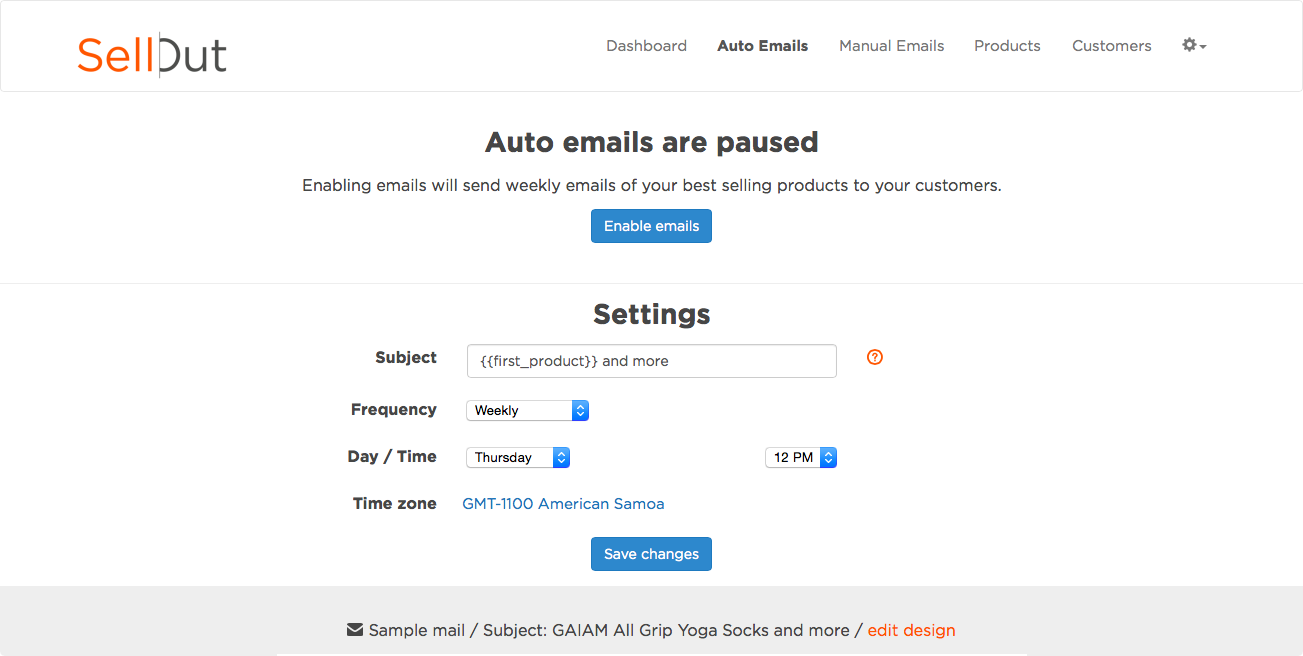 SellOut
Dashboard Auto Emails Manual Emails Products Customers
Auto emails are paused
Enabling emails will send weekly emails of your best selling products to your customers.
Enable emails
Settings
Subject {{first_product}} and more ?
Frequency Weekly
Day / Time Thursday 12 PM
Time zone GMT-1100 American Samoa
Save changes
Sample mail / Subject: GAIAM All Grip Yoga Socks and more / edit design